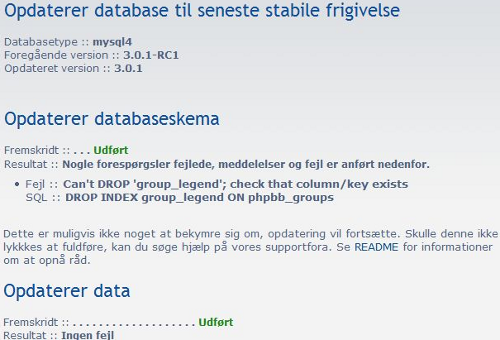 Opdaterer database til seneste stabile frigivelse
Databasetype :: mysql4
Foregående version :: 3.0.1-RC1
Opdateret version :: 3.0.1
Opdaterer databaseskema
Fremskridt :: . . . Udført
Resultat :: Nogle forespørgsler fejlede, meddelelser og fejl er anført nedenfor.
• Fejl :: Can't DROP 'group_legend'; check that column/key exists
SQL :: DROP INDEX group_legend ON phpbb_groups
Dette er muligvis ikke noget at bekymre sig om, opdatering vil fortsætte. Skulle denne ikke
lykkkes at fuldføre, kan du søge hjælp på vores supportfora. Se README for informationer
om at opnå råd.
Opdaterer data
Fremskridt :: . . . . . . . . . . . . . . . . . . . Udført
Resultat :: Ingen fejl